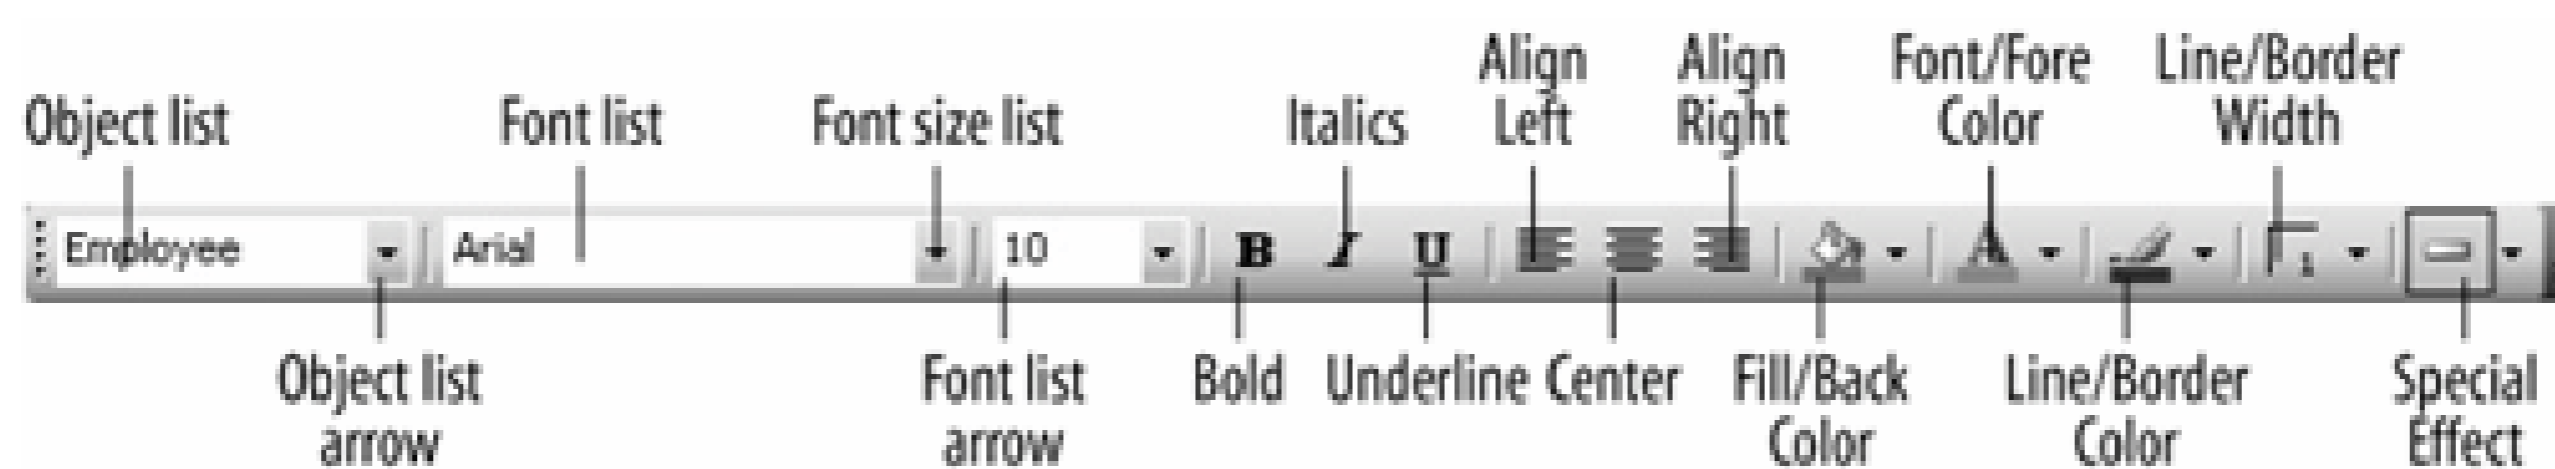 Align
Left
Align
Right
Font/Fore
Color
Line/Border
Width
Object list
Font list
Font size list
Italics
Employee
Arial
10
B
I
U
A
1
Object list
arrow
Font list
arrow
Bold
Underline
Center
Fill/Back
Color
Line/Border
Color
Special
Effect